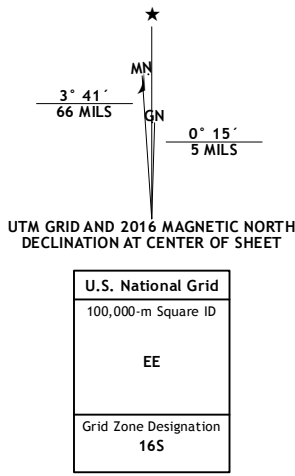 ★
MN
3° 41´
66 MILS
GN
0° 15´
5 MILS
UTM GRID AND 2016 MAGNETIC NORTH
DECLINATION AT CENTER OF SHEET
U.S. National Grid
100,000-m Square ID
EE
Grid Zone Designation
16S